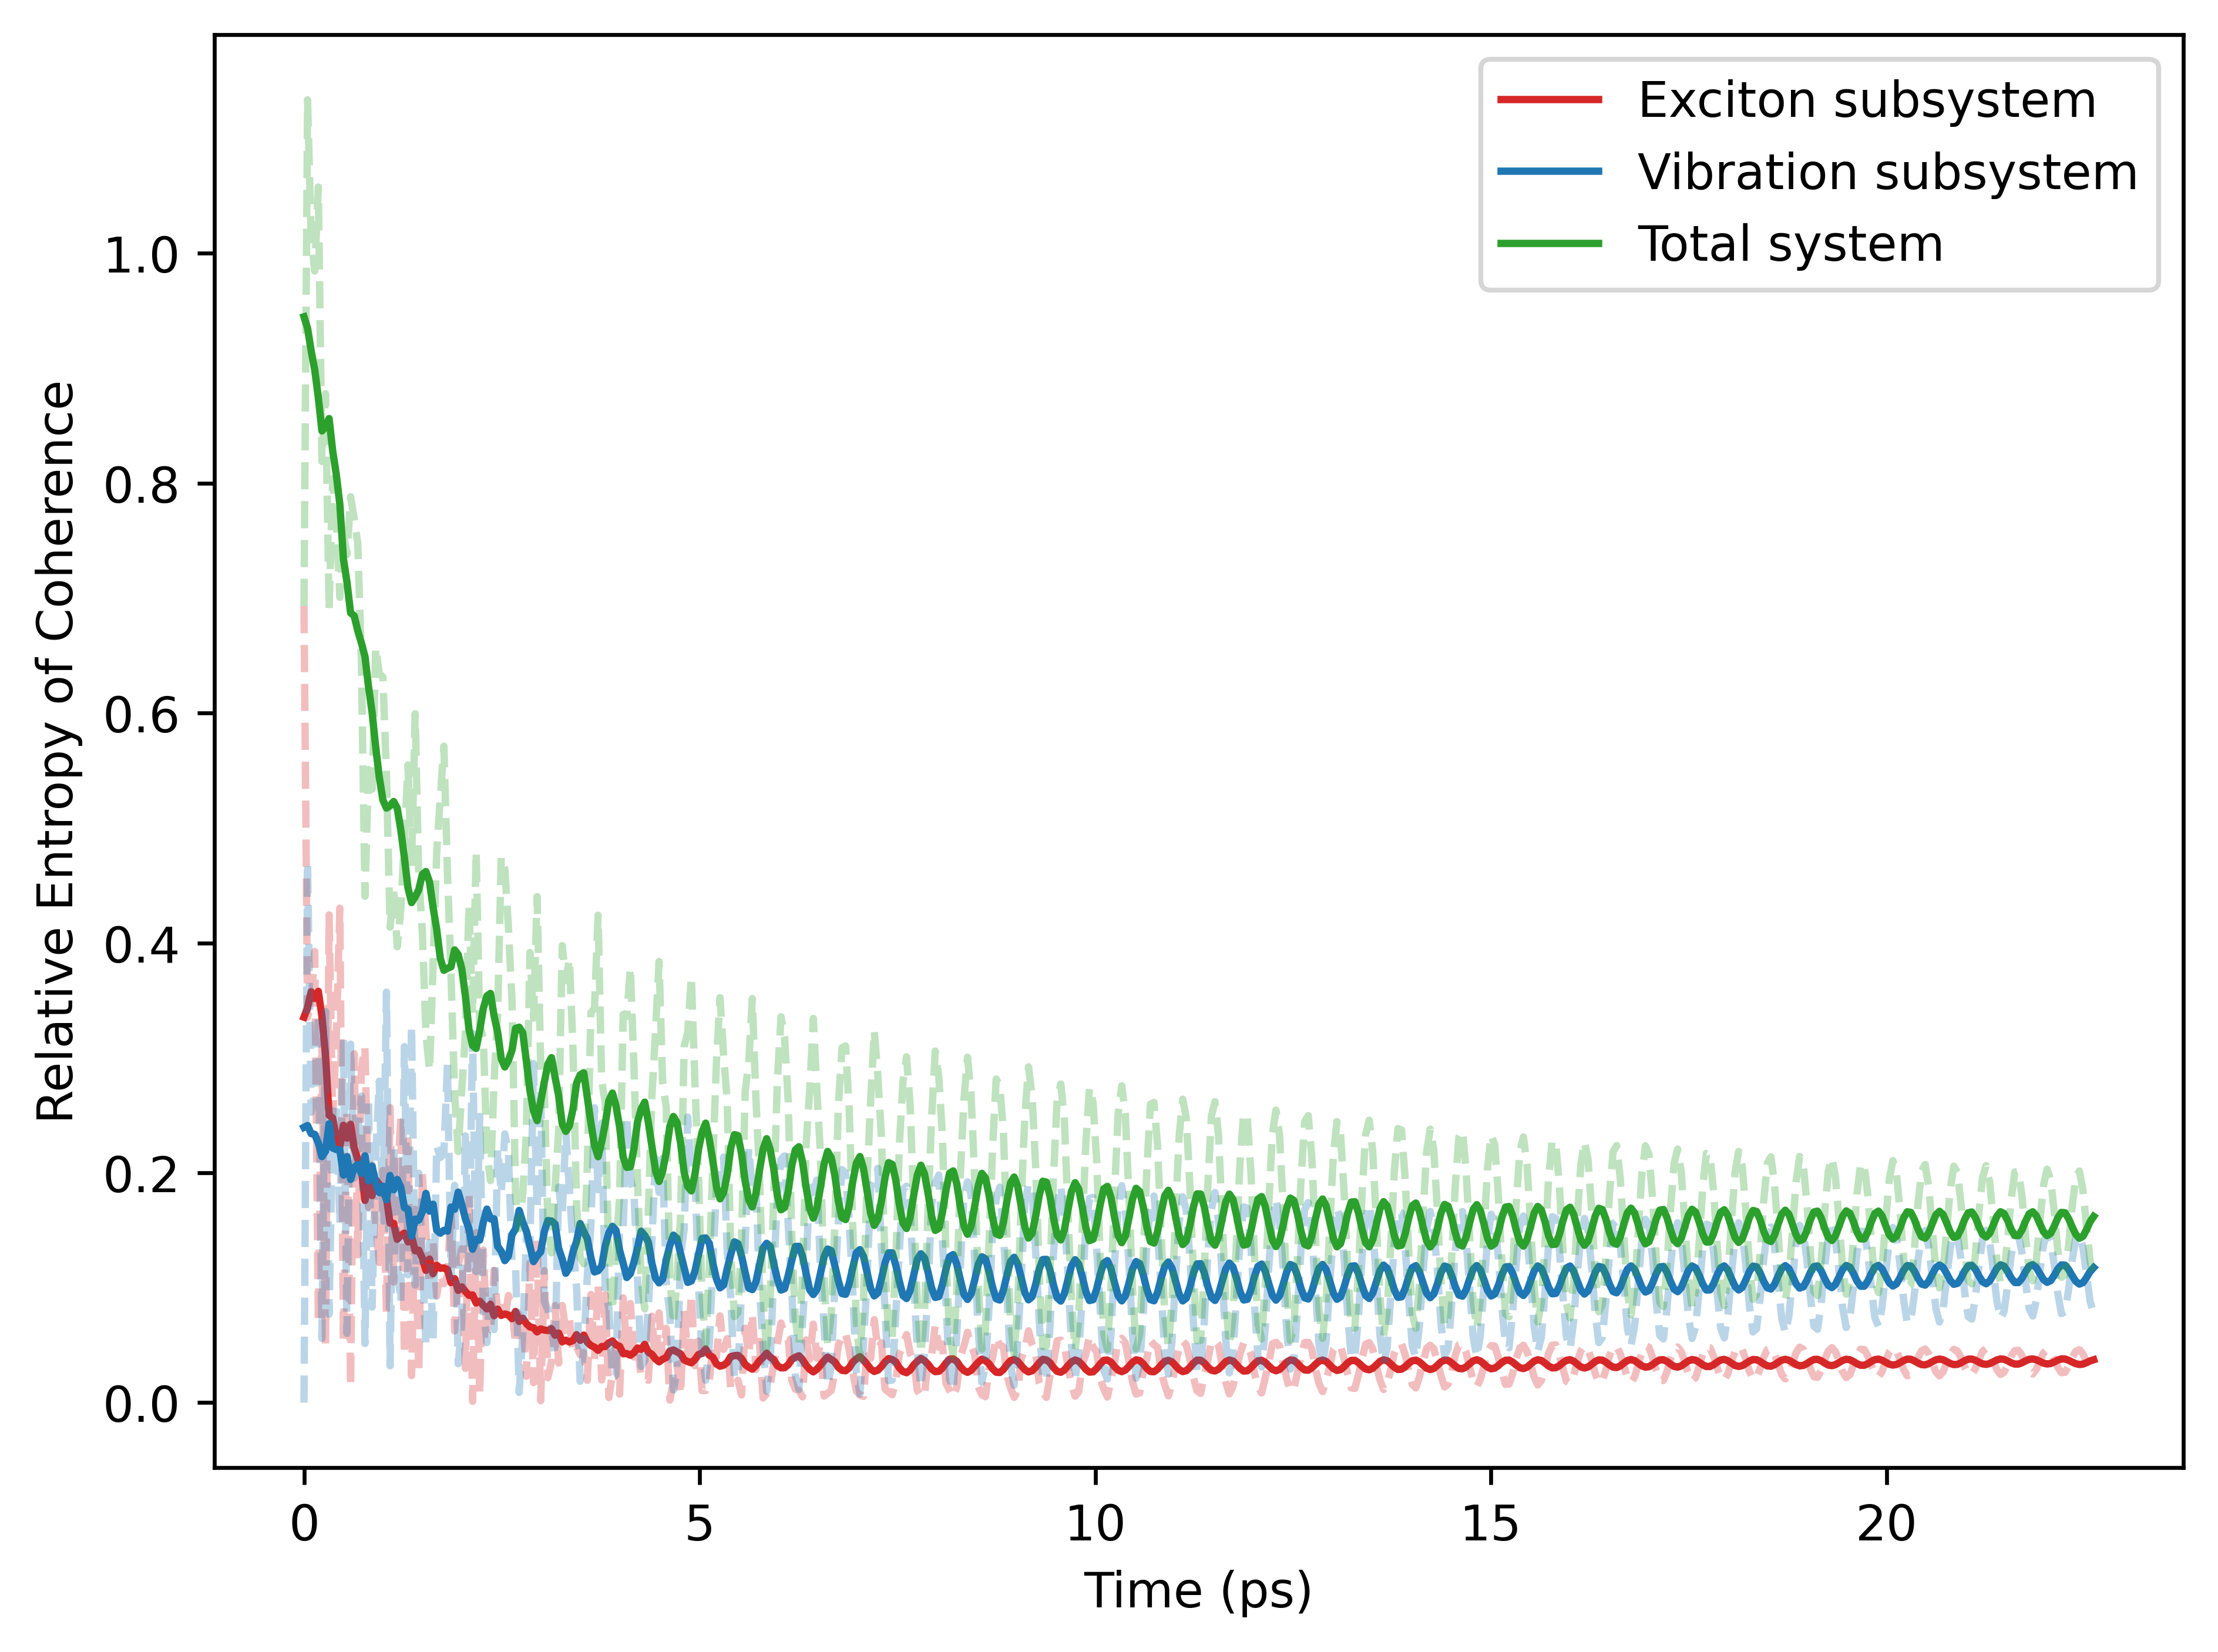 Exciton subsystem
Vibration subsystem
Total system
Relative Entropy of Coherence
1.0
0.8
0.6
0.4
0.2
0.0
0 5 10 15 20
Time (ps)